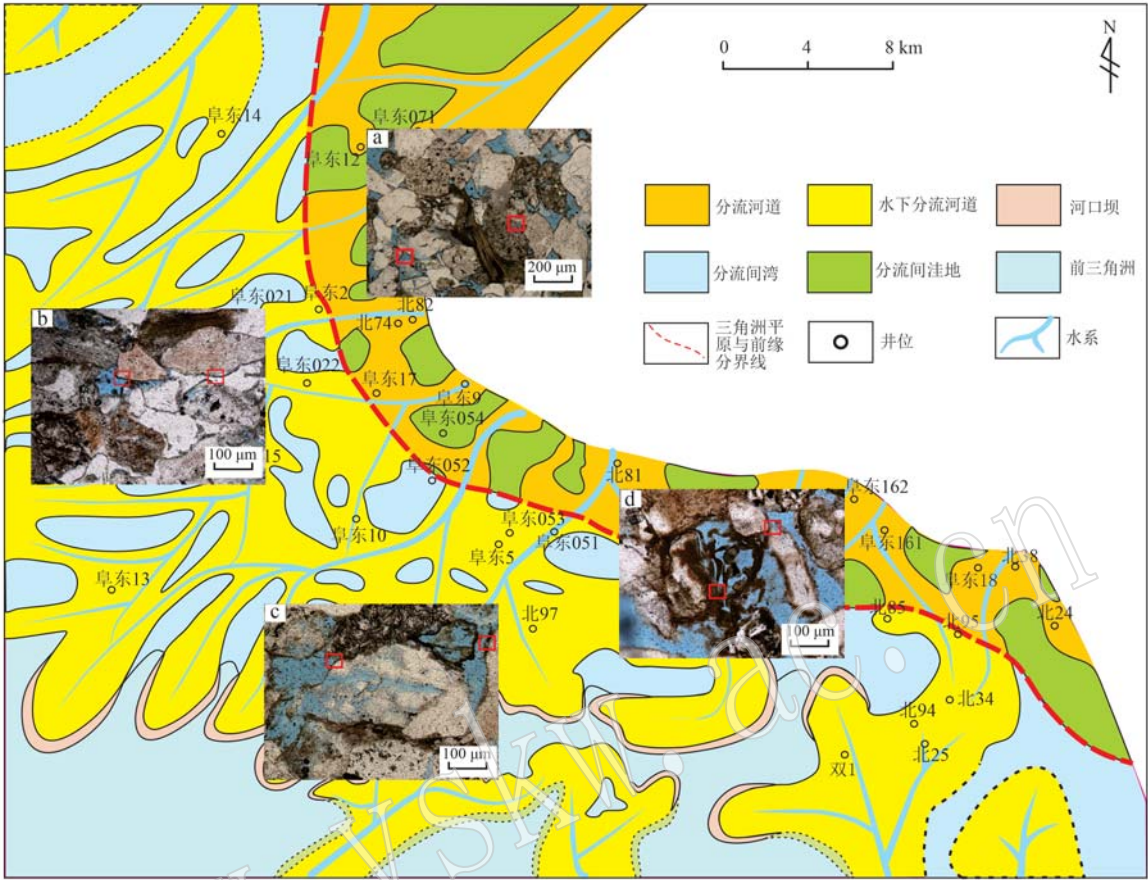 N
0 4 8 km
阜东14
阜东071
阜东12
a
200 μm
分流河道
水下分流河道
河口坝
分流间湾
分流间洼地
前三角洲
三角洲平
原与前缘
分界线
井位
水系
阜东021
阜东2
北82
北74
b
100 μm
阜东022
阜东17
阜东9
阜东054
15
阜东052
北81
阜东162
阜东10
阜东053
阜东5
阜东051
阜东161
d
100 μm
阜东13
阜东18
北38
北97
北85
北95
北24
c
100 μm
北34
北94
北25
双1
vskw.ac.cn